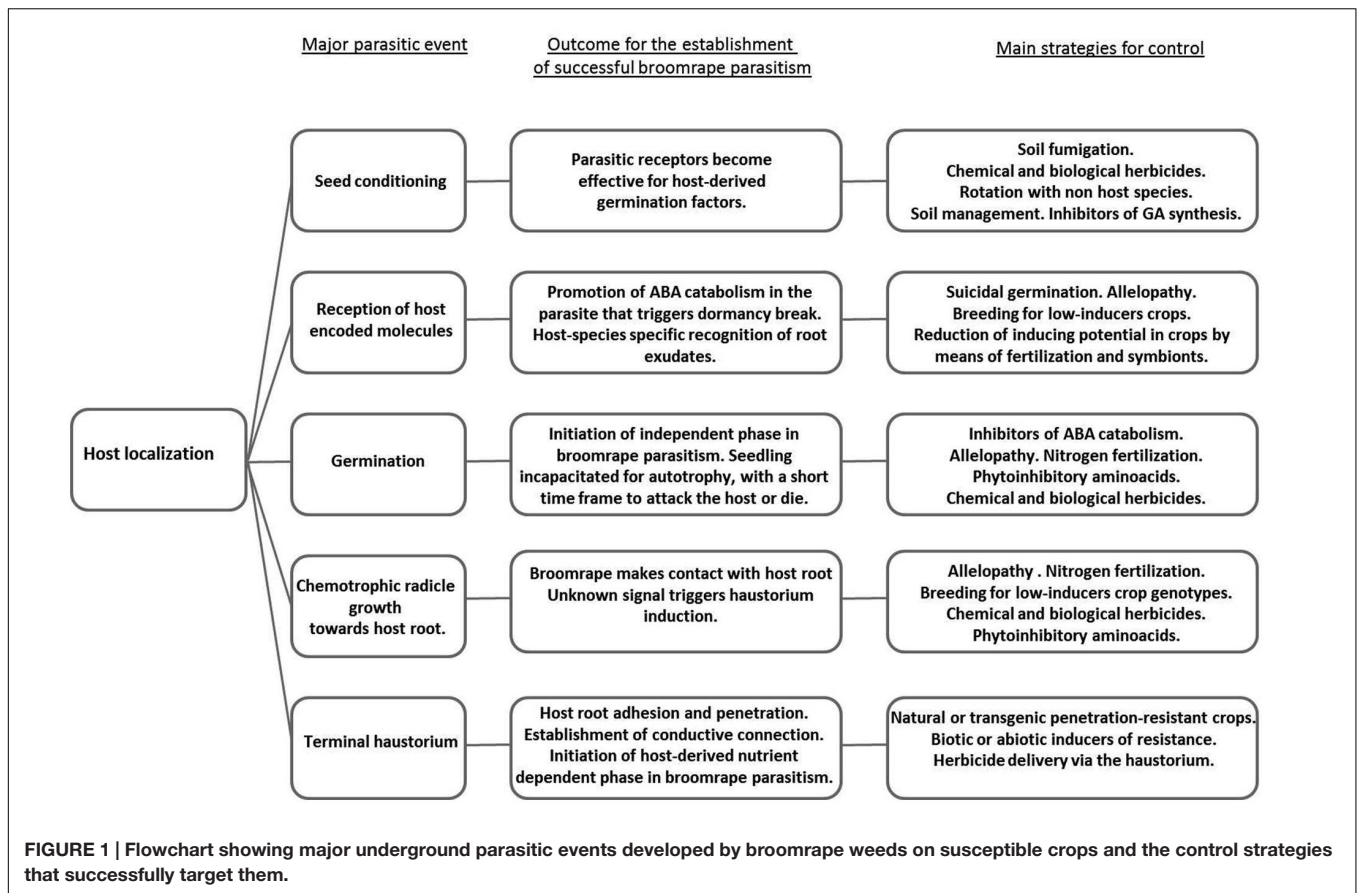 Major parasitic event
Outcome for the establishment
of successful broomrape parasitism
Main strategies for control
Host localization
Seed conditioning
Parasitic receptors become
effective for host-derived
germination factors.
Soil fumigation.
Chemical and biological herbicides.
Rotation with non host species.
Soil management. Inhibitors of GA synthesis.
Reception of host
encoded molecules
Promotion of ABA catabolism in the
parasite that triggers dormancy break.
Host-species specific recognition of root
exudates.
Suicidal germination. Allelopathy.
Breeding for low-inducers crops.
Reduction of inducing potential in crops by
means of fertilization and symbionts.
Germination
Initiation of independent phase in
broomrape parasitism. Seedling
incapacitated for autotrophy, with a short
time frame to attack the host or die.
Inhibitors of ABA catabolism.
Allelopathy. Nitrogen fertilization.
Phytoinhibitory aminoacids.
Chemical and biological herbicides.
Chemotrophic radicle
growth
towards host root.
Broomrape makes contact with host root
Unknown signal triggers haustorium
induction.
Allelopathy . Nitrogen fertilization.
Breeding for low-inducers crop genotypes.
Chemical and biological herbicides.
Phytoinhibitory aminoacids.
Terminal haustorium
Host root adhesion and penetration.
Establishment of conductive connection.
Initiation of host-derived nutrient
dependent phase in broomrape parasitism.
Natural or transgenic penetration-resistant crops.
Biotic or abiotic inducers of resistance.
Herbicide delivery via the haustorium.
FIGURE 1 | Flowchart showing major underground parasitic events developed by broomrape weeds on susceptible crops and the control strategies
that successfully target them.